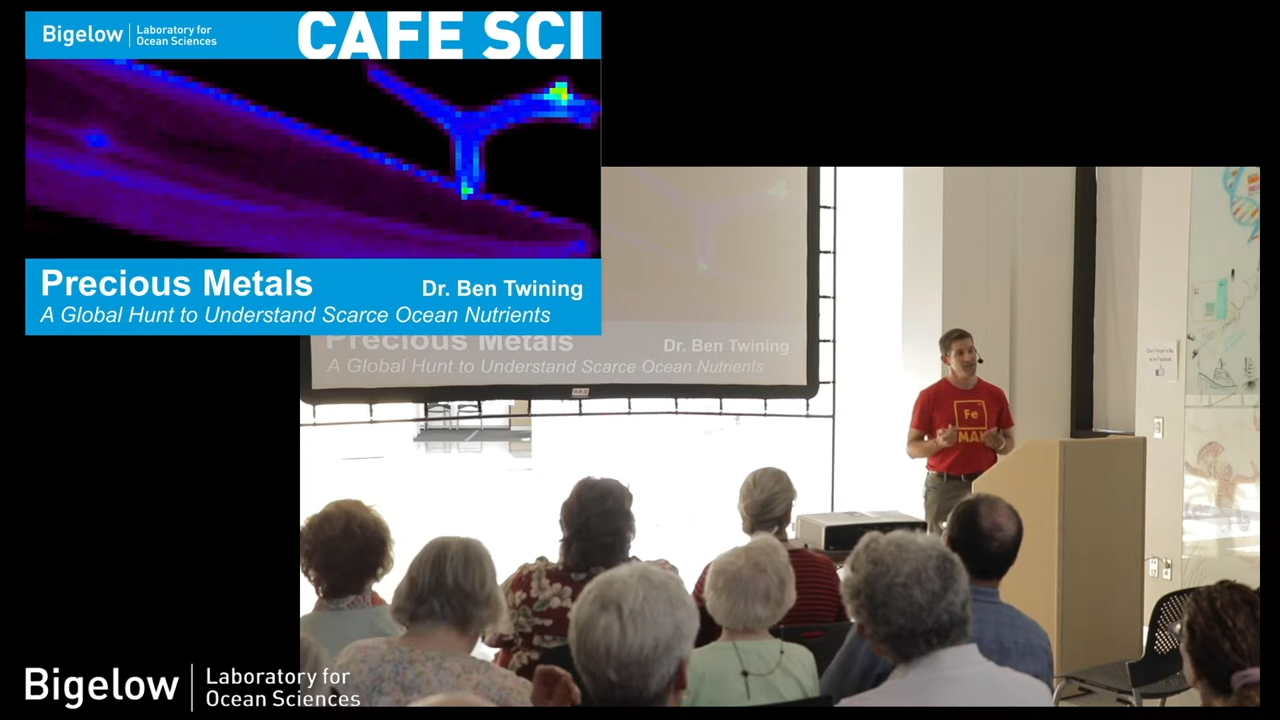 Bigelow
Laboratory for
Ocean Sciences
CAFE SCI
Precious Metals
Dr. Ben Twining
A Global Hunt to Understand Scarce Ocean Nutrients
Precious Metals
Dr. Ben Twining
A Global Hunt to Understand Scarce Ocean Nutrients
Fe
MAN
Bigelow
Laboratory for
Ocean Sciences